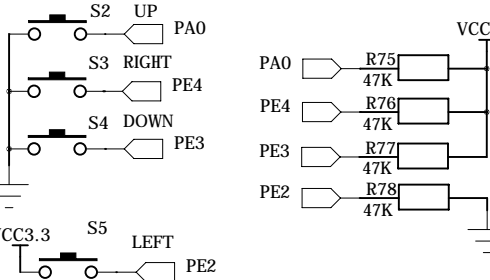 S2 UP
PA0
S3 RIGHT
PE4
S4 DOWN
PE3
VCC3.3 S5
LEFT
PE2
VCC
PA0 R75
47K
PE4 R76
47K
PE3 R77
47K
PE2 R78
47K